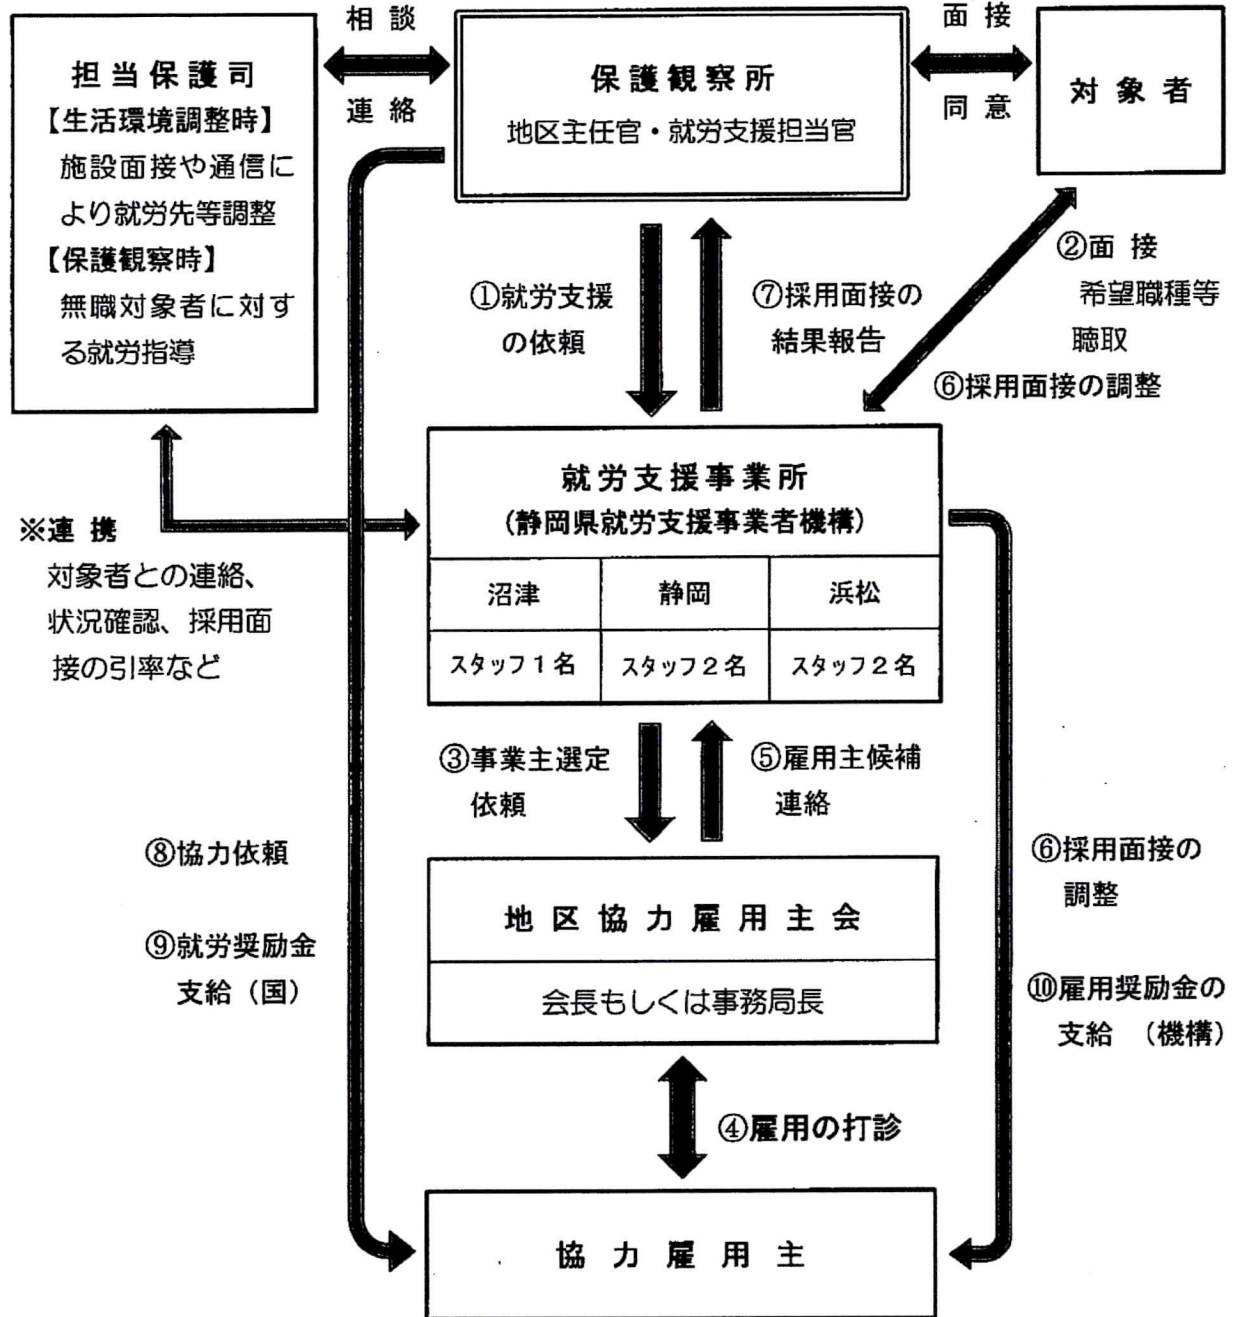 相談
面接
担当保護司
【生活環境調整時】
施設面接や通信に
より就労先等調整
【保護観察時】
無職対象者に対す
る就労指導
保護観察所
地区主任官・就労支援担当官
対象者
連絡
同意
①就労支援
の依頼
⑦採用面接の
結果報告
②面接
希望職種等
聴取
⑥採用面接の調整
就労支援事業所
(静岡県就労支援事業者機構)
沼津
静岡
浜松
スタッフ1名
スタッフ2名
スタッフ2名
※連携
対象者との連絡、
状況確認、採用面
接の引率など
③事業主選定
依頼
⑤雇用主候補
連絡
⑧協力依頼
⑨就労奨励金
支給(国)
⑥採用面接の
調整
⑩雇用奨励金の
支給 (機構)
地区協力雇用主会
会長もしくは事務局長
④雇用の打診
協力雇用主